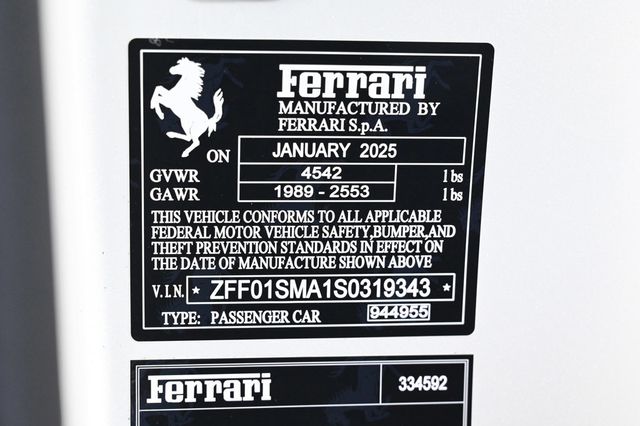 Ferrari
MANUFACTURED BY
FERRARI S.p.A.
ON JANUARY 2025
GVWR 4542 lbs
GAWR 1989 - 2553 lbs
THIS VEHICLE CONFORMS TO ALL APPLICABLE
FEDERAL MOTOR VEHICLE SAFETY,BUMPER,AND
THEFT PREVENTION STANDARDS IN EFFECT ON
THE DATE OF MANUFACTURE SHOWN ABOVE
V.I.N. * ZFF01SMA1S0319343 *
TYPE: PASSENGER CAR 944955
Ferrari 334592